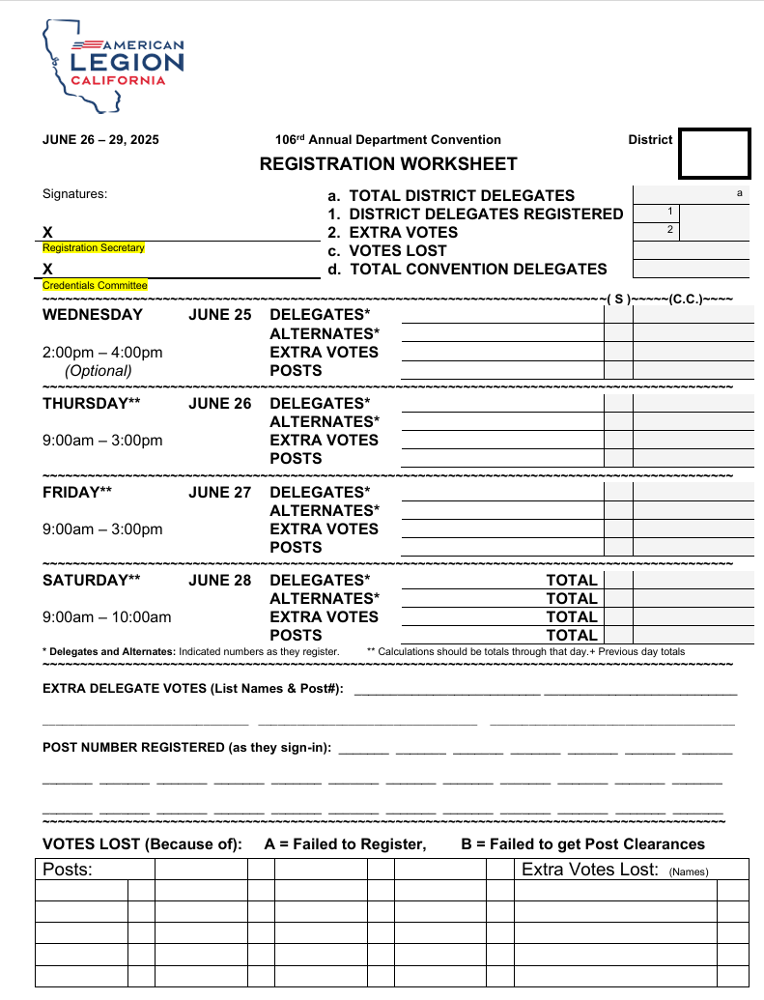 AMERICAN
LEGION
CALIFORNIA
JUNE 26 – 29, 2025 106rd Annual Department Convention District
REGISTRATION WORKSHEET
Signatures: a. TOTAL DISTRICT DELEGATES a
1. DISTRICT DELEGATES REGISTERED 1
X 2. EXTRA VOTES 2
Registration Secretary c. VOTES LOST
X d. TOTAL CONVENTION DELEGATES
Credentials Committee
~~~~~~~~~~~~~~~~~~~~~~~~~~~~~~~~~~~~~~~~~~~~~~~~~~~~~~~~~~~~~~~~~~~~( S )~~~~~(C.C.)~~~~
WEDNESDAY JUNE 25 DELEGATES*
ALTERNATES*
2:00pm – 4:00pm EXTRA VOTES
(Optional) POSTS
THURSDAY** JUNE 26 DELEGATES*
ALTERNATES*
9:00am – 3:00pm EXTRA VOTES
POSTS
FRIDAY** JUNE 27 DELEGATES*
ALTERNATES*
9:00am – 3:00pm EXTRA VOTES
POSTS
SATURDAY** JUNE 28 DELEGATES* TOTAL
ALTERNATES* TOTAL
9:00am – 10:00am EXTRA VOTES TOTAL
POSTS TOTAL
* Delegates and Alternates: Indicated numbers as they register. ** Calculations should be totals through that day.+ Previous day totals
EXTRA DELEGATE VOTES (List Names & Post#):
POST NUMBER REGISTERED (as they sign-in):
VOTES LOST (Because of): A = Failed to Register, B = Failed to get Post Clearances
Posts: Extra Votes Lost: (Names)